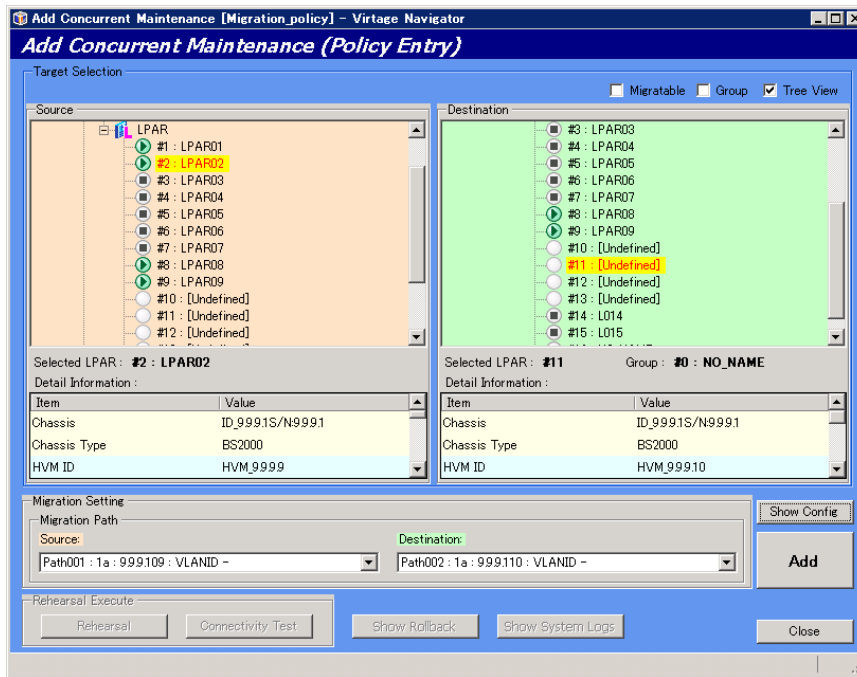 Add Concurrent Maintenance [Migration_policy] - Virtage Navigator
Add Concurrent Maintenance (Policy Entry)
Target Selection
Migratable Group Tree View
Source
LPAR
#1 : LPAR01
#2 : LPAR02
#3 : LPAR03
#4 : LPAR04
#5 : LPAR05
#6 : LPAR06
#7 : LPAR07
#8 : LPAR08
#9 : LPAR09
#10 : [Undefined]
#11 : [Undefined]
#12 : [Undefined]
Selected LPAR : #2 : LPAR02
Detail Information :
Item Value
Chassis ID_9.9.9.1S/N:9.9.9.1
Chassis Type BS2000
HVM ID HVM_9.9.9.9
Destination
#3 : LPAR03
#4 : LPAR04
#5 : LPAR05
#6 : LPAR06
#7 : LPAR07
#8 : LPAR08
#9 : LPAR09
#10 : [Undefined]
#11 : [Undefined]
#12 : [Undefined]
#13 : [Undefined]
#14 : L014
#15 : L015
Selected LPAR : #11 Group : #0 : NO_NAME
Detail Information :
Item Value
Chassis ID_9.9.9.1S/N:9.9.9.1
Chassis Type BS2000
HVM ID HVM_9.9.9.10
Migration Setting
Migration Path
Source:
Path001 : 1a : 9.9.9.109 : VLANID -
Destination:
Path002 : 1a : 9.9.9.110 : VLANID -
Show Config
Add
Rehearsal Execute
Rehearsal Connectivity Test Show Rollback Show System Logs
Close